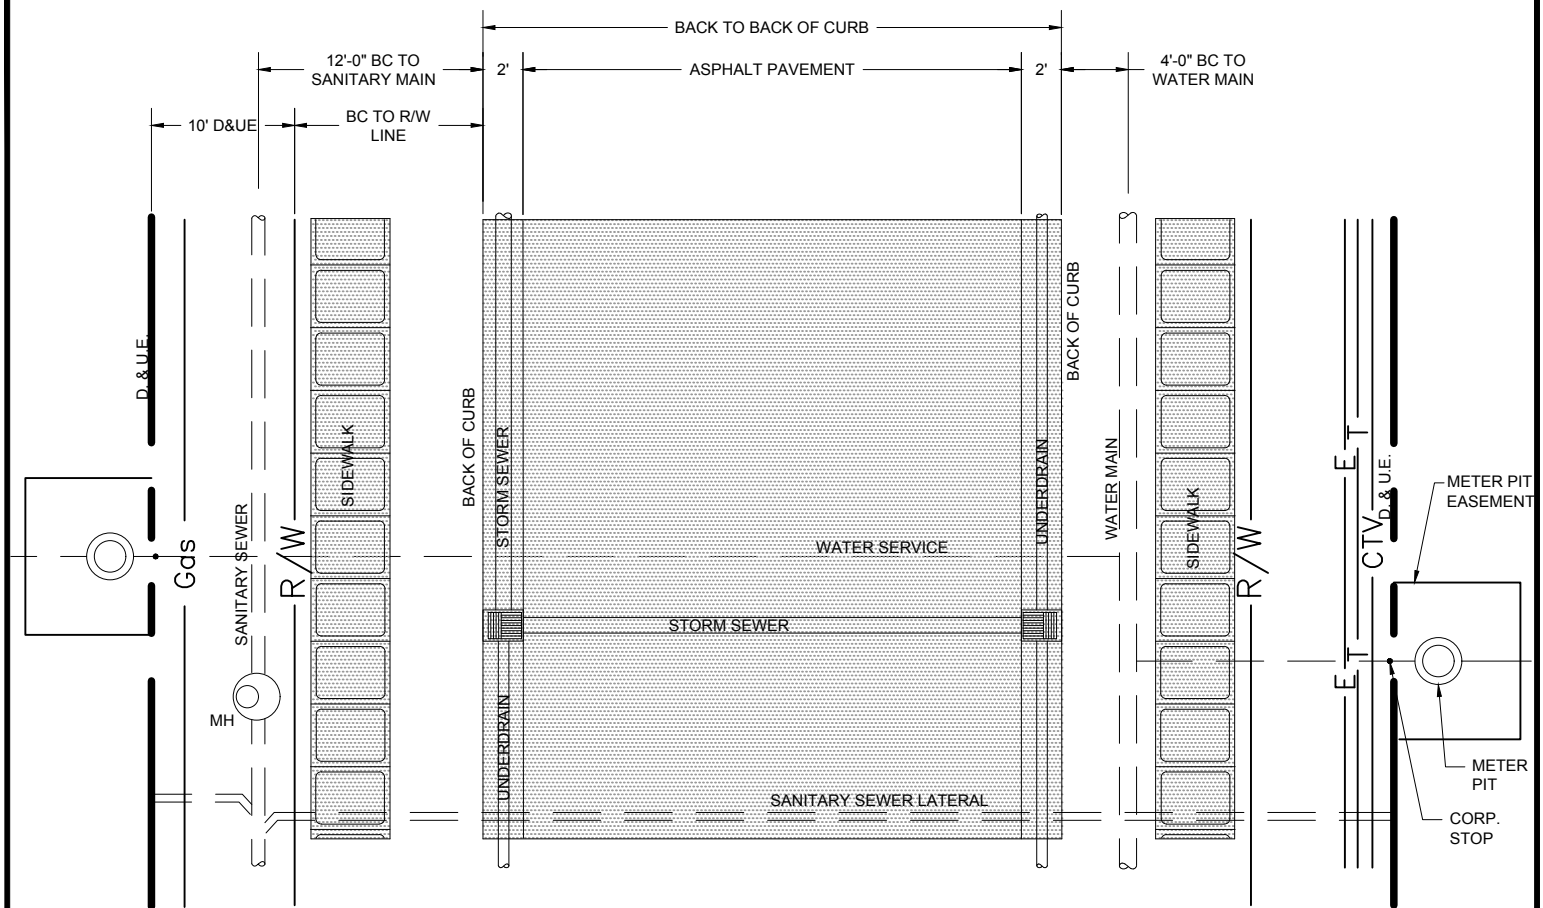 BACK TO BACK OF CURB
12'-0" BC TO
SANITARY MAIN
2'
ASPHALT PAVEMENT
2'
4'-0" BC TO
WATER MAIN
10' D&UE
BC TO R/W
LINE
D. & U.E.
Gas
SANITARY SEWER
R/W
SIDEWALK
BACK OF CURB
STORM SEWER
BACK OF CURB
UNDERDRAIN
WATER MAIN
SIDEWALK
R/W
E
T
CTV
D. & U.E.
METER PIT
EASEMENT
WATER SERVICE
STORM SEWER
E
T
MH
UNDERDRAIN
SANITARY SEWER LATERAL
METER
PIT
CORP.
STOP